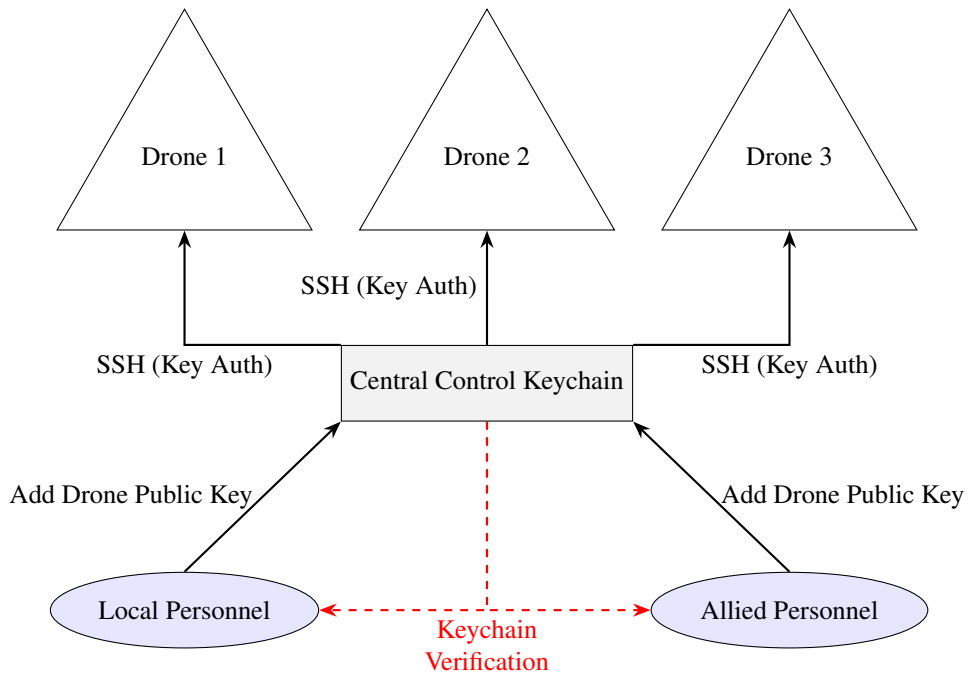 Drone 1
Drone 2
Drone 3
SSH (Key Auth)
SSH (Key Auth)
SSH (Key Auth)
Central Control Keychain
Add Drone Public Key
Add Drone Public Key
Local Personnel
Allied Personnel
Keychain
Verification